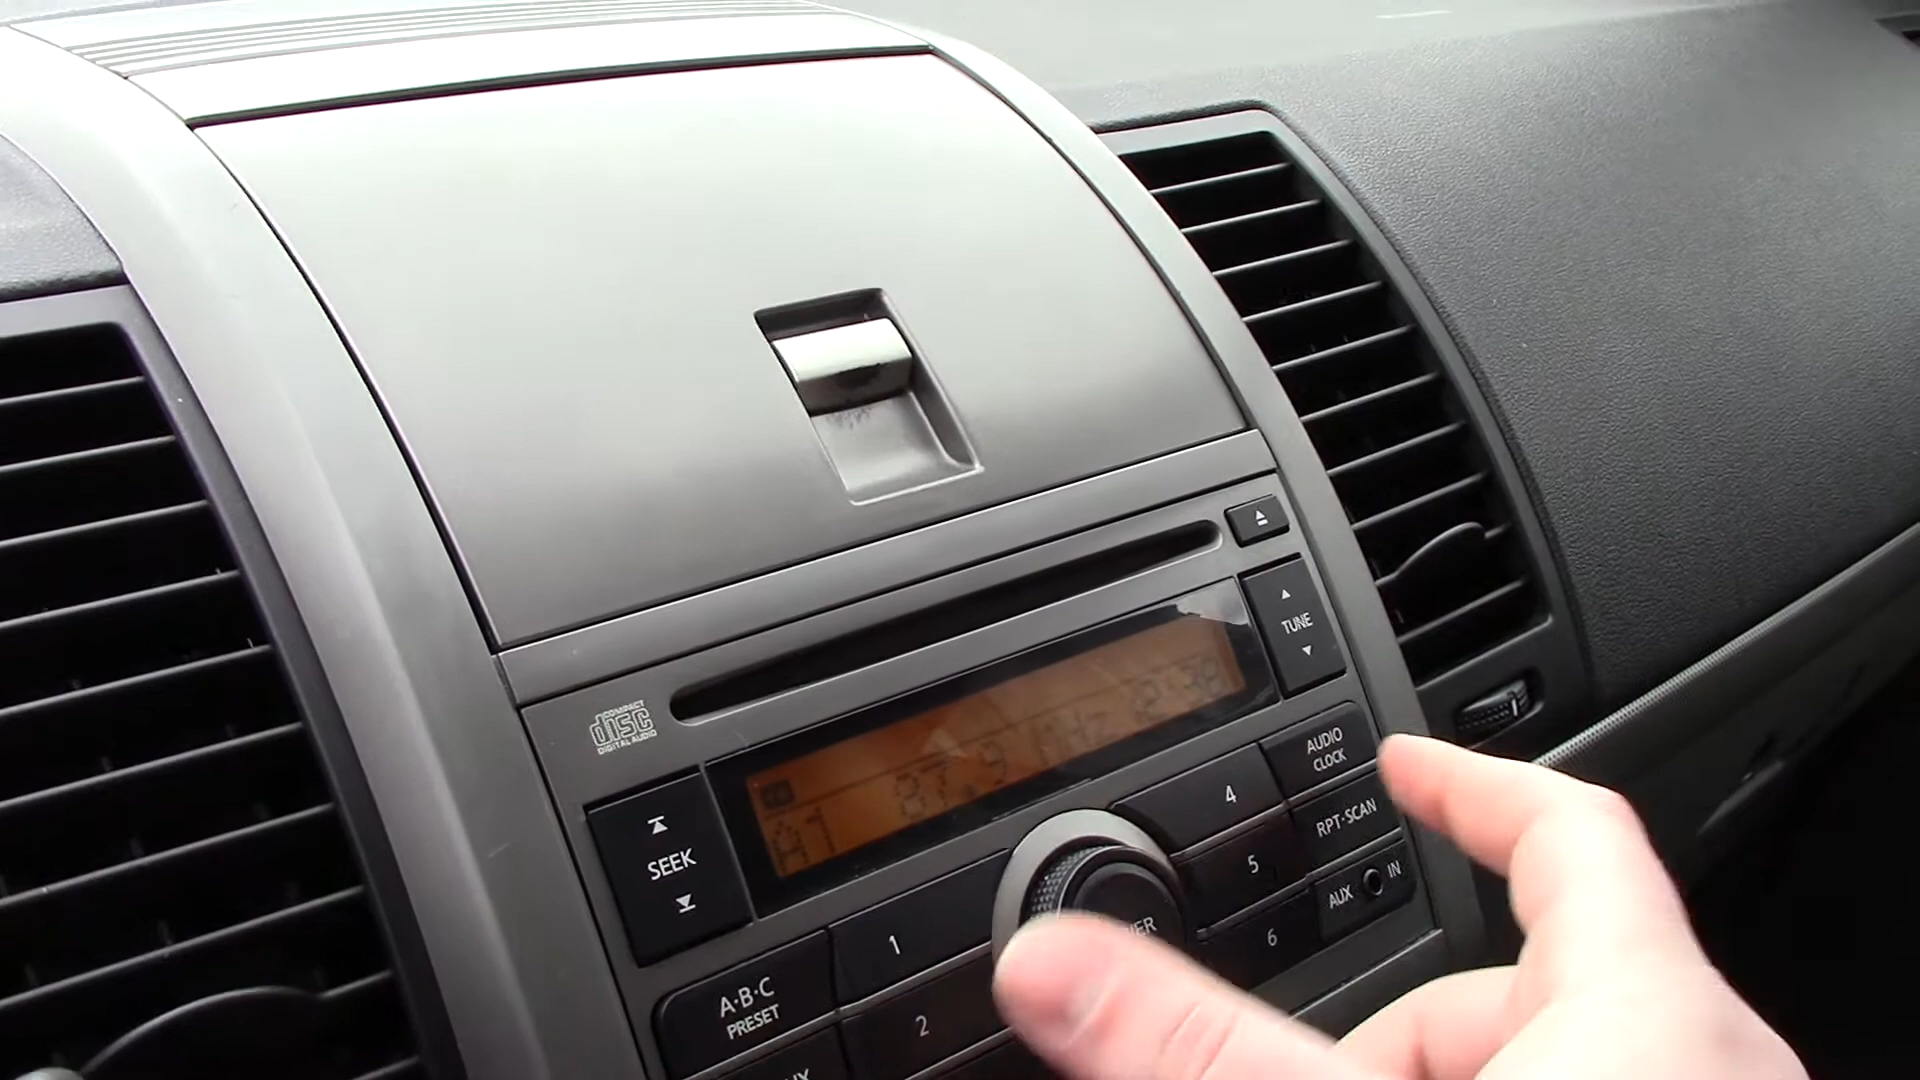 COMPACT
disc
DIGITAL AUDIO
TUNE
SEEK
87.9
AUDIO
CLOCK
4
RPT·SCAN
5
AUX IN
6
1
A·B·C
PRESET
2